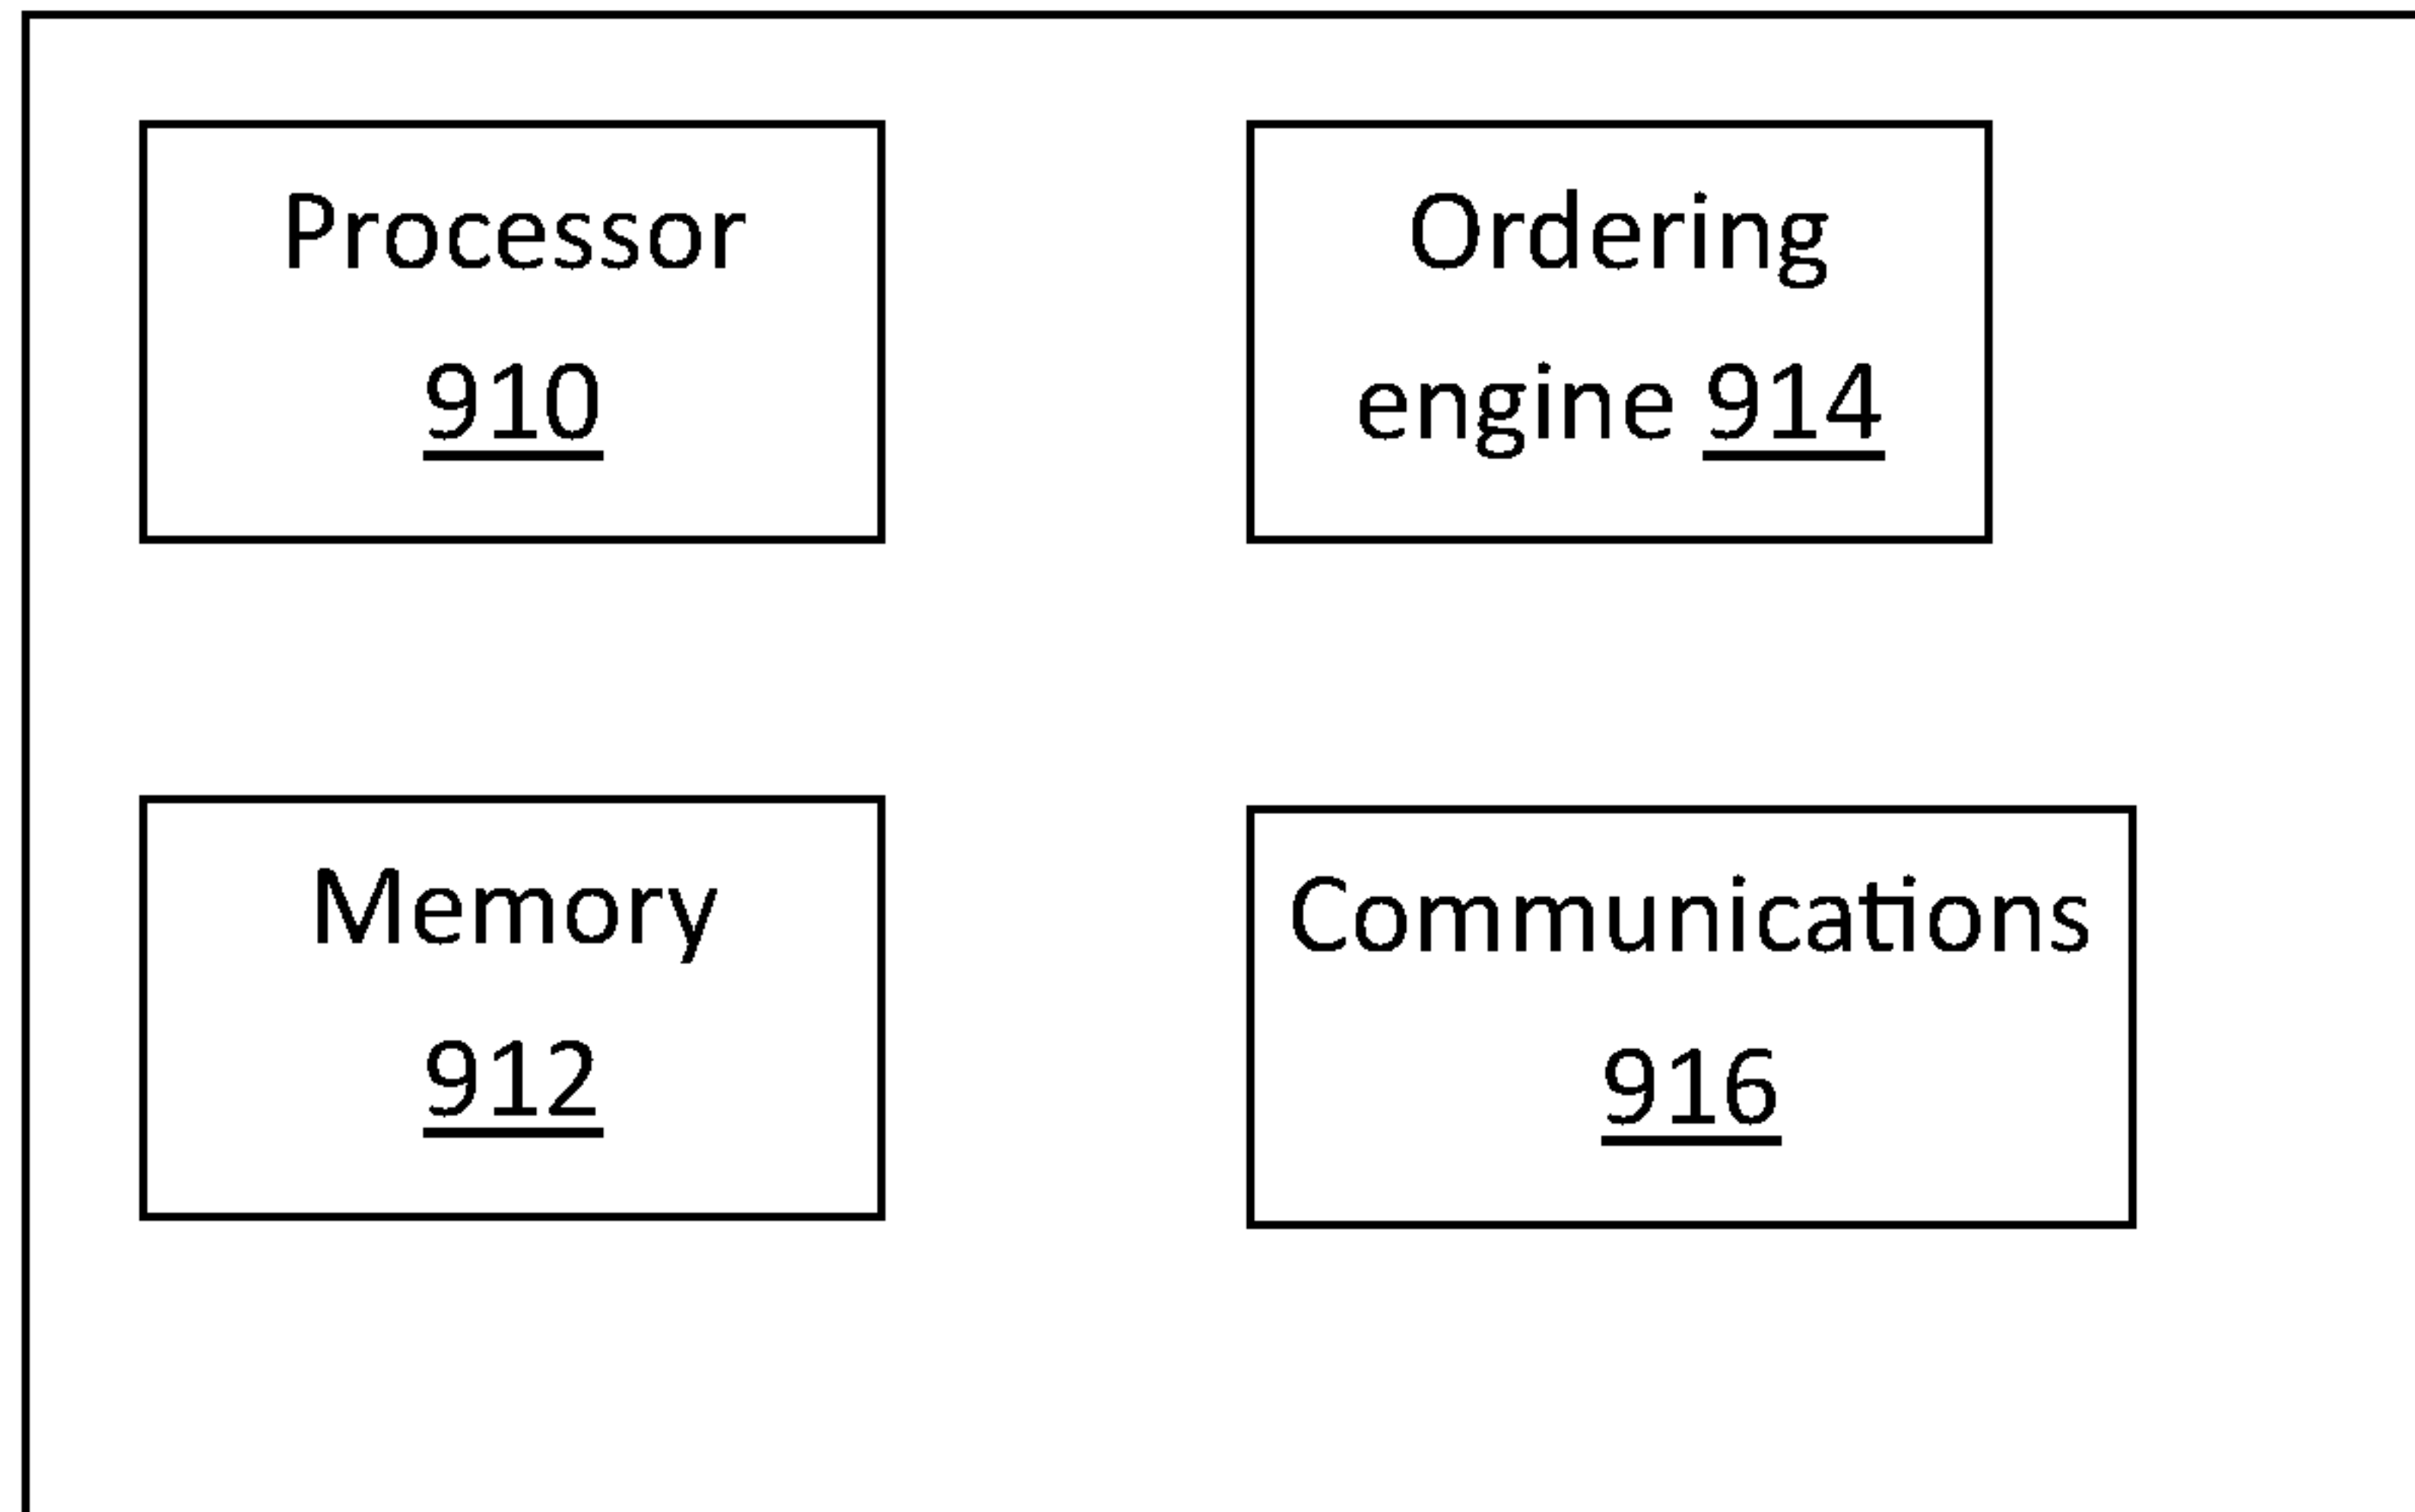 Processor
910
Ordering
engine 914
Memory
912
Communications
916